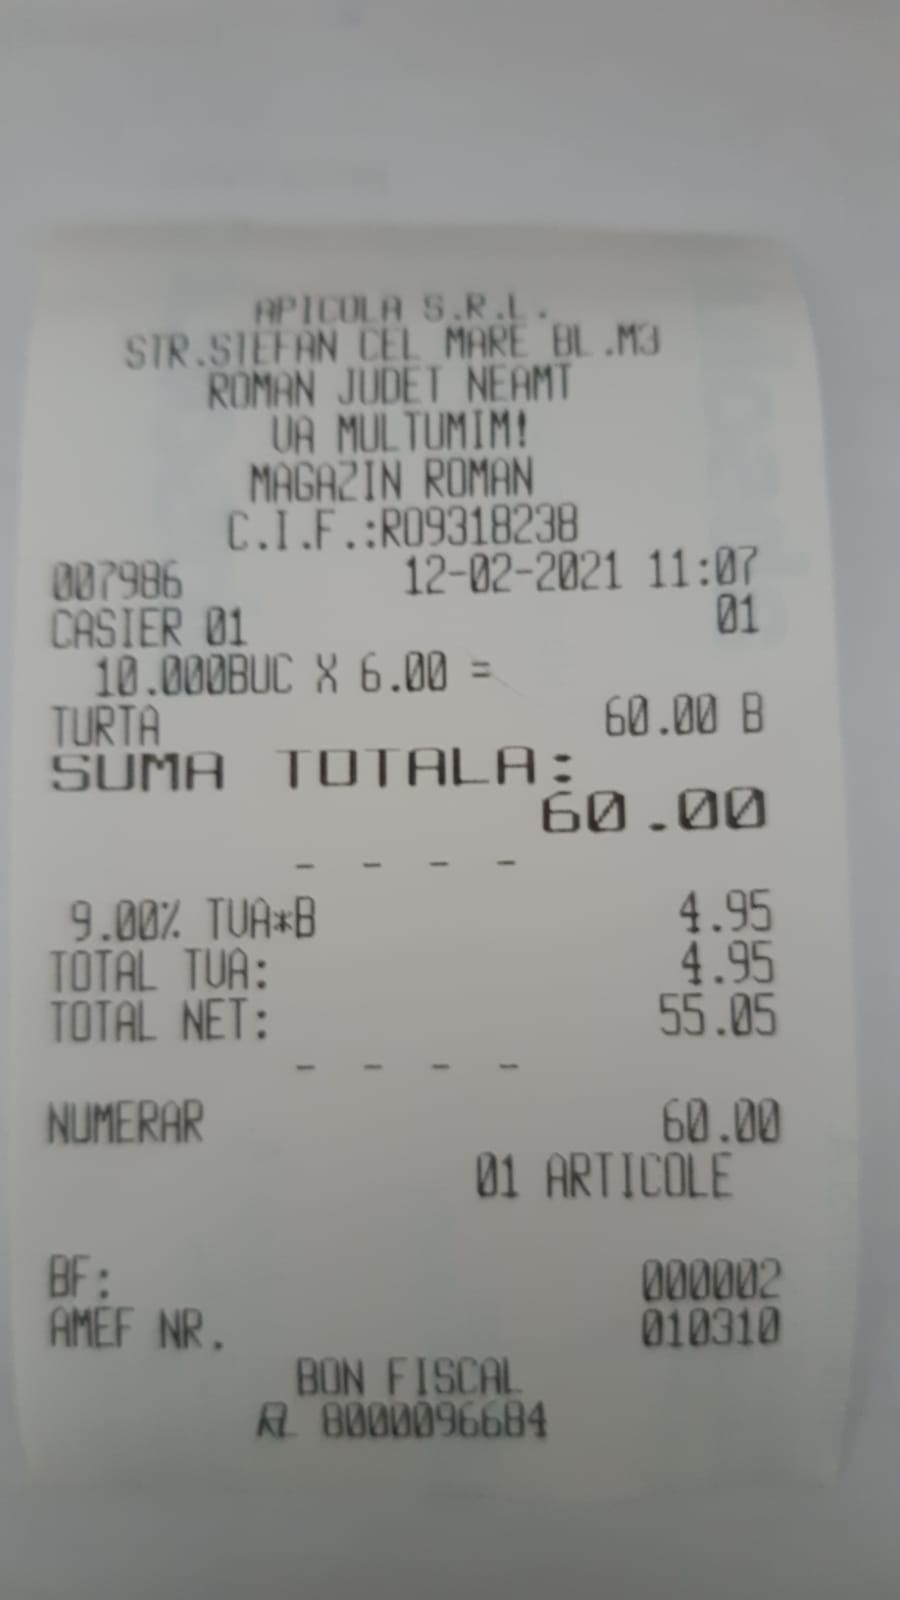 APICOLA S.R.L.
STR.STEFAN CEL MARE BL.M3
ROMAN JUDET NEAMT
VA MULTUMIM!
MAGAZIN ROMAN
C.I.F.:RO9318238
007986 12-02-2021 11:07
CASIER 01 01
10.000BUC X 6.00 =
TURTA 60.00 B
SUMA TOTALA:
60.00
- - - -
9.00% TVA*B 4.95
TOTAL TVA: 4.95
TOTAL NET: 55.05
- - - -
NUMERAR 60.00
01 ARTICOLE
BF: 000002
AMEF NR. 010310
BON FISCAL
8000096684